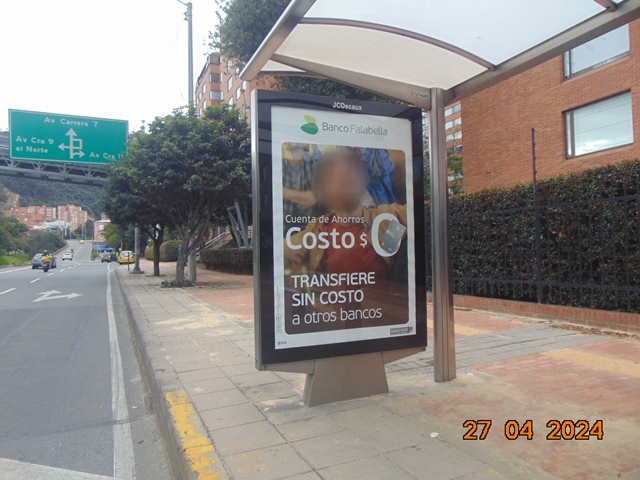 Av Carrera 7
Av Cra 9
al Norte
Av Cra 11
JCDecaux
Banco Falabella
Cuenta de Ahorros
Costo $0
TRANSFIERE
SIN COSTO
a otros bancos
27 04 2024